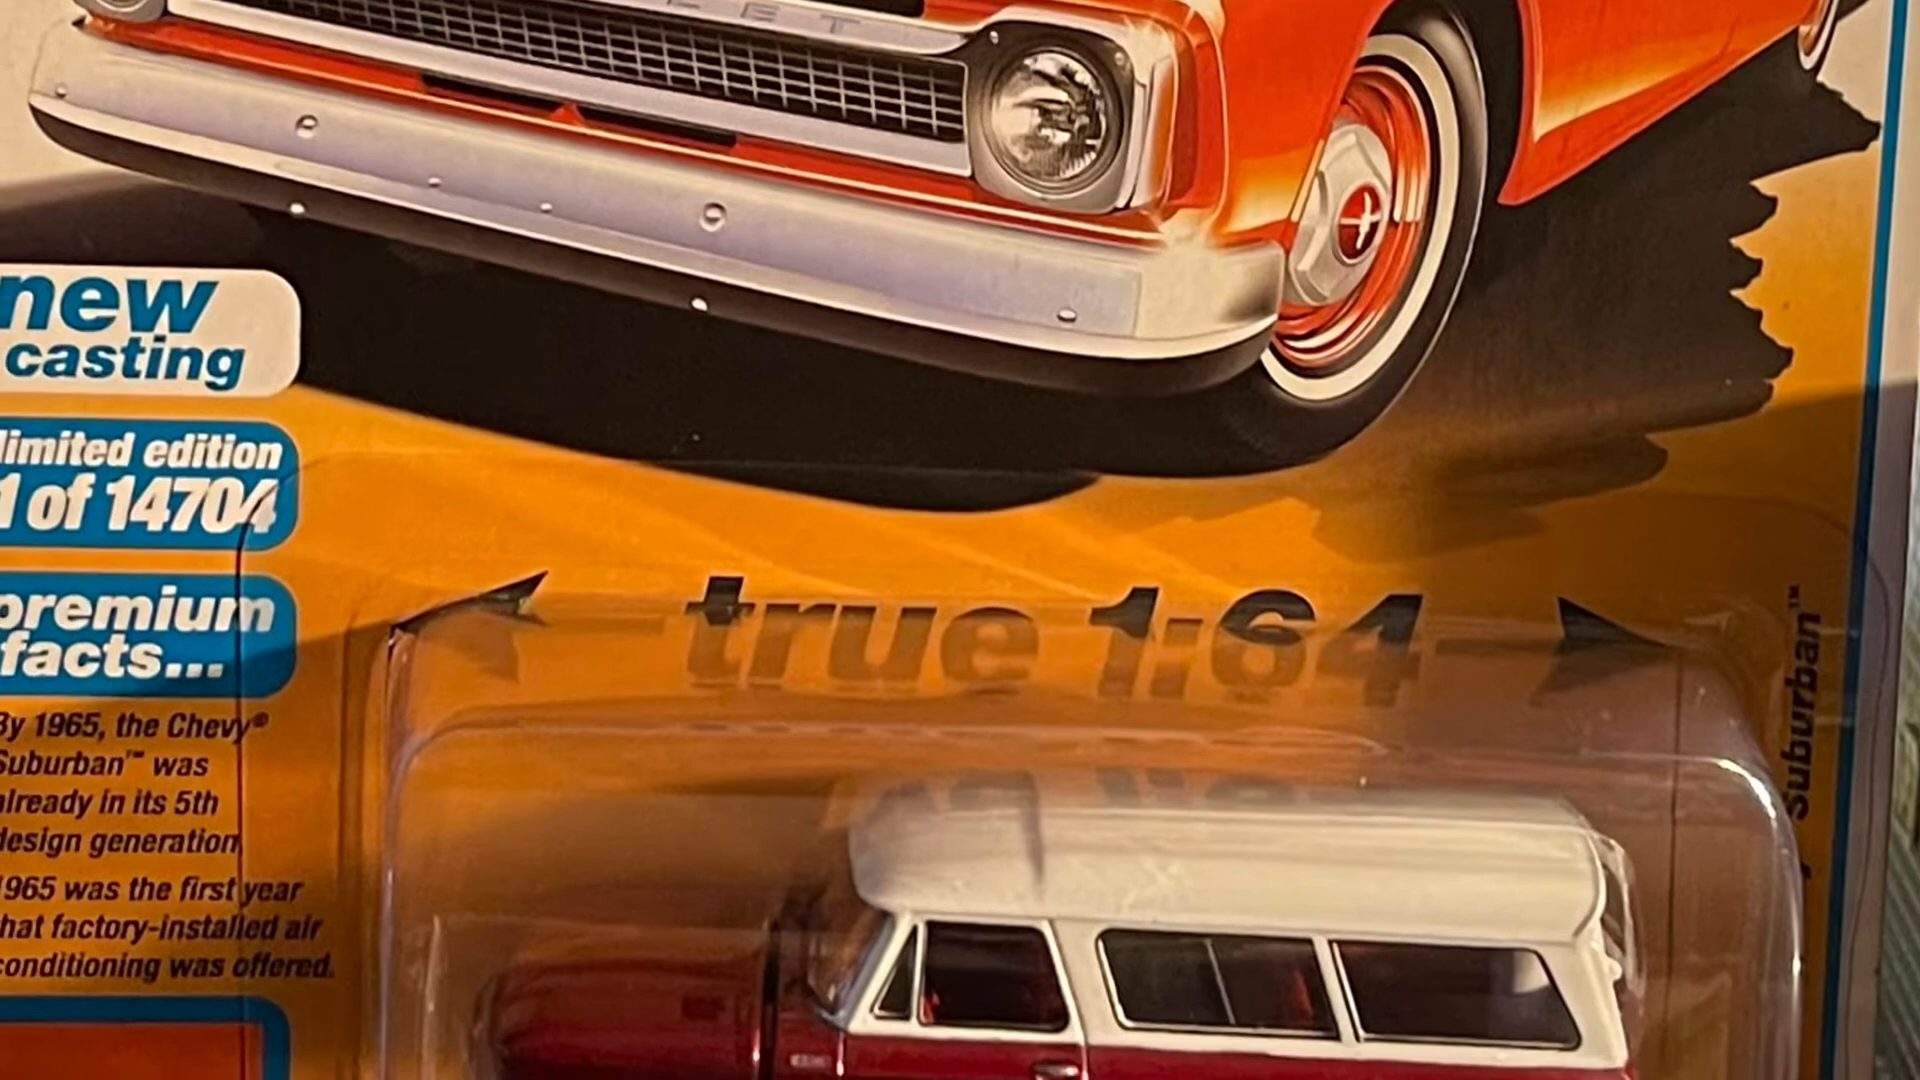 LET
new
casting
limited edition
1 of 14704
premium
facts...
By 1965, the Chevy®
Suburban™ was
already in its 5th
design generation
1965 was the first year
that factory-installed air
conditioning was offered.
true 1:64
Suburban™